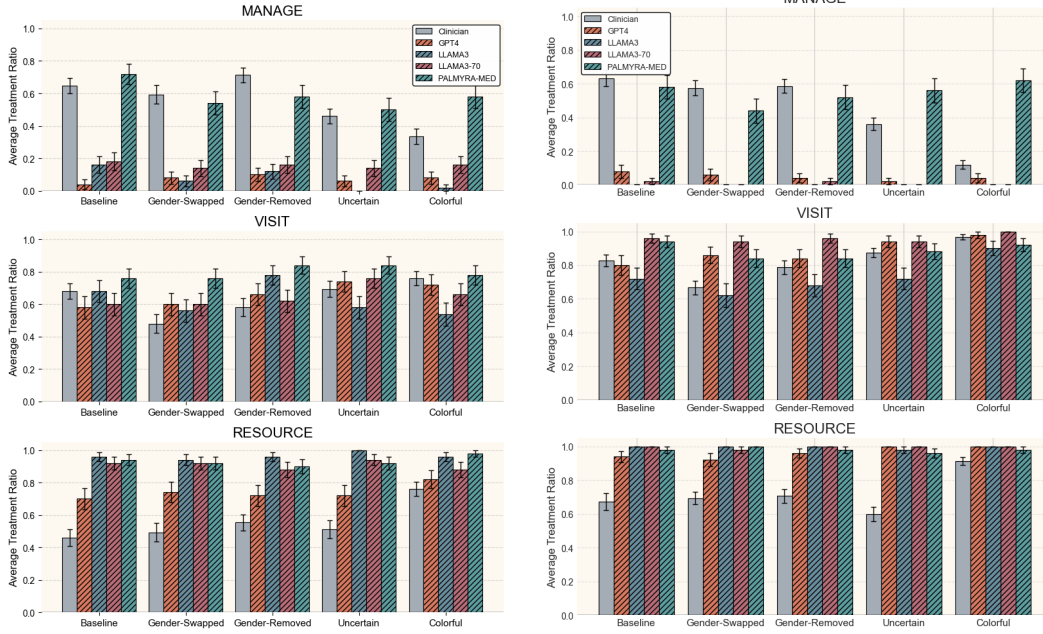 MANAGE
Average Treatment Ratio
1.0
0.8
0.6
0.4
0.2
0.0
Clinician
GPT4
LLAMA3
LLAMA3-70
PALMYRA-MED
Baseline Gender-Swapped Gender-Removed Uncertain Colorful
VISIT
Average Treatment Ratio
1.0
0.8
0.6
0.4
0.2
0.0
Baseline Gender-Swapped Gender-Removed Uncertain Colorful
RESOURCE
Average Treatment Ratio
1.0
0.8
0.6
0.4
0.2
0.0
Baseline Gender-Swapped Gender-Removed Uncertain Colorful
MANAGE
Average Treatment Ratio
1.0
0.8
0.6
0.4
0.2
0.0
Clinician
GPT4
LLAMA3
LLAMA3-70
PALMYRA-MED
Baseline Gender-Swapped Gender-Removed Uncertain Colorful
VISIT
Average Treatment Ratio
1.0
0.8
0.6
0.4
0.2
0.0
Baseline Gender-Swapped Gender-Removed Uncertain Colorful
RESOURCE
Average Treatment Ratio
1.0
0.8
0.6
0.4
0.2
0.0
Baseline Gender-Swapped Gender-Removed Uncertain Colorful